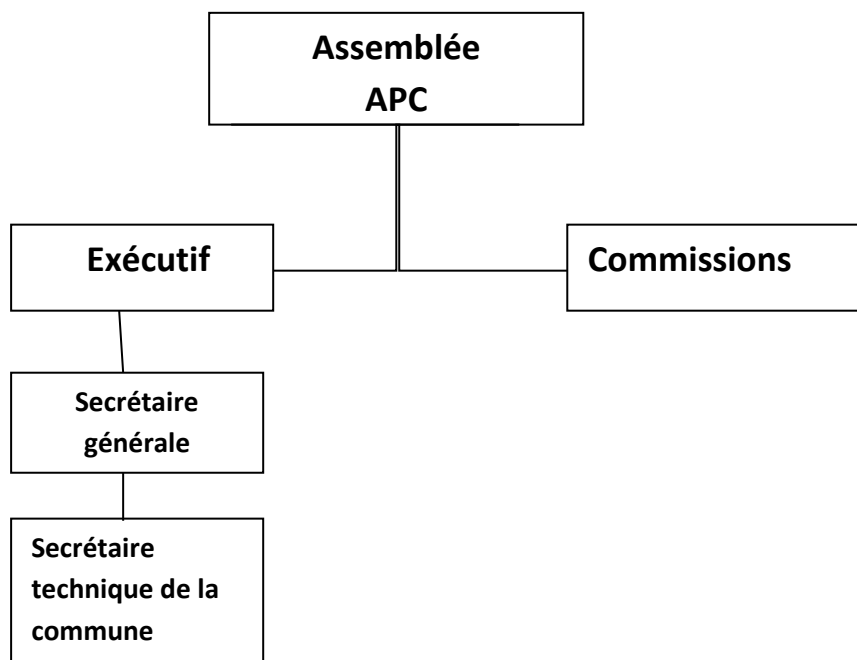 Assemblée
APC
Exécutif
Commissions
Secrétaire
générale
Secrétaire
technique de la
commune